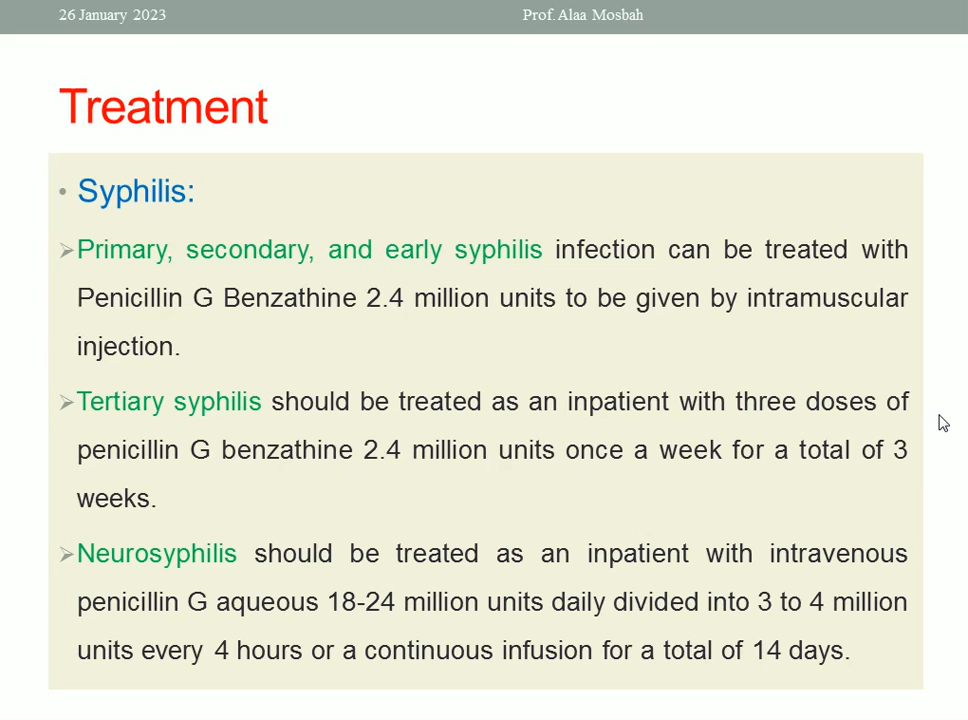 26 January 2023
Prof. Alaa Mosbah
Treatment
• Syphilis:
➢Primary, secondary, and early syphilis infection can be treated with
Penicillin G Benzathine 2.4 million units to be given by intramuscular
injection.
➢Tertiary syphilis should be treated as an inpatient with three doses of
penicillin G benzathine 2.4 million units once a week for a total of 3
weeks.
➢Neurosyphilis should be treated as an inpatient with intravenous
penicillin G aqueous 18-24 million units daily divided into 3 to 4 million
units every 4 hours or a continuous infusion for a total of 14 days.